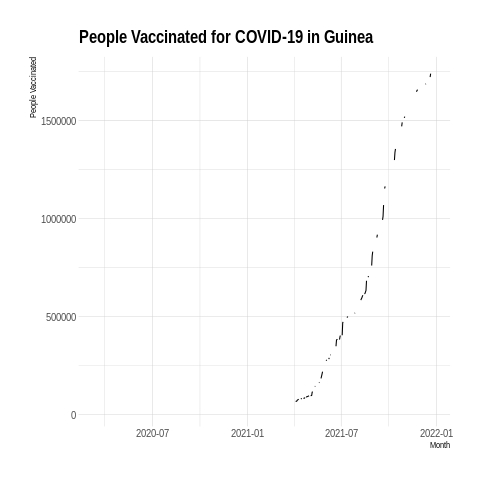 People Vaccinated for COVID-19 in Guinea
People Vaccinated
1500000
1000000
500000
0
2020-07 2021-01 2021-07 2022-01
Month